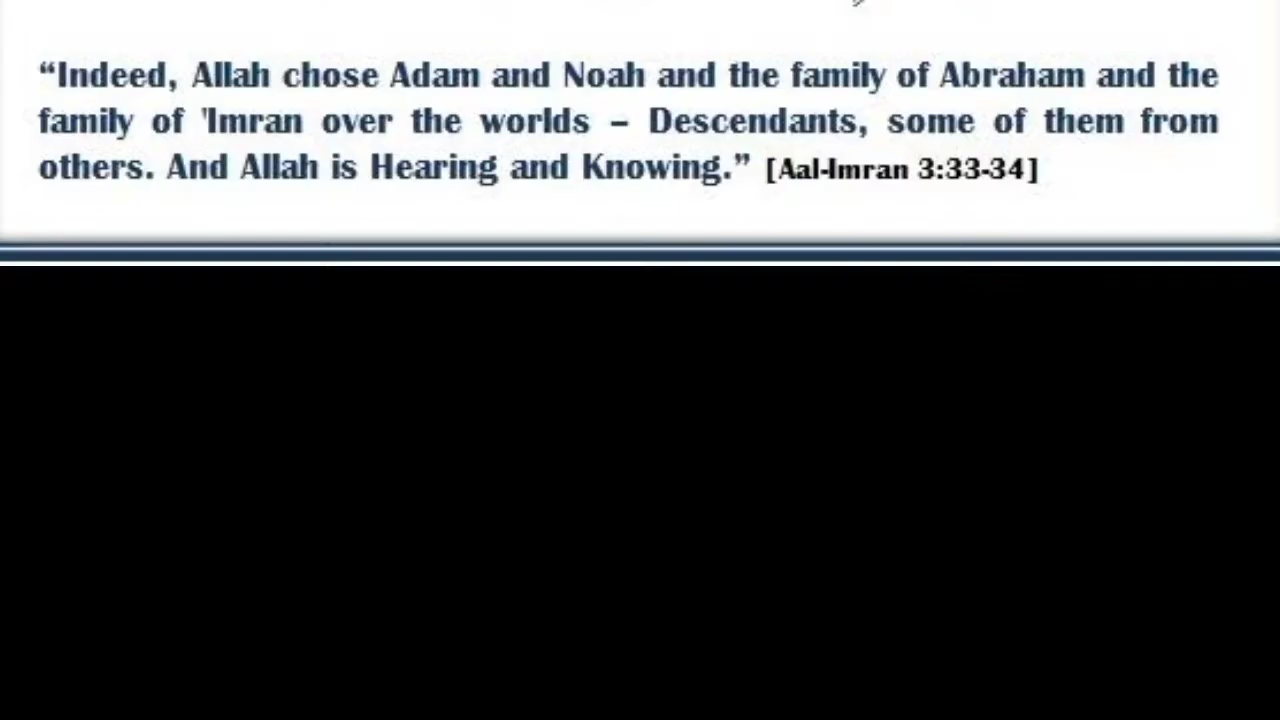 “Indeed, Allah chose Adam and Noah and the family of Abraham and the
family of 'Imran over the worlds – Descendants, some of them from
others. And Allah is Hearing and Knowing.” [Aal-Imran 3:33-34]